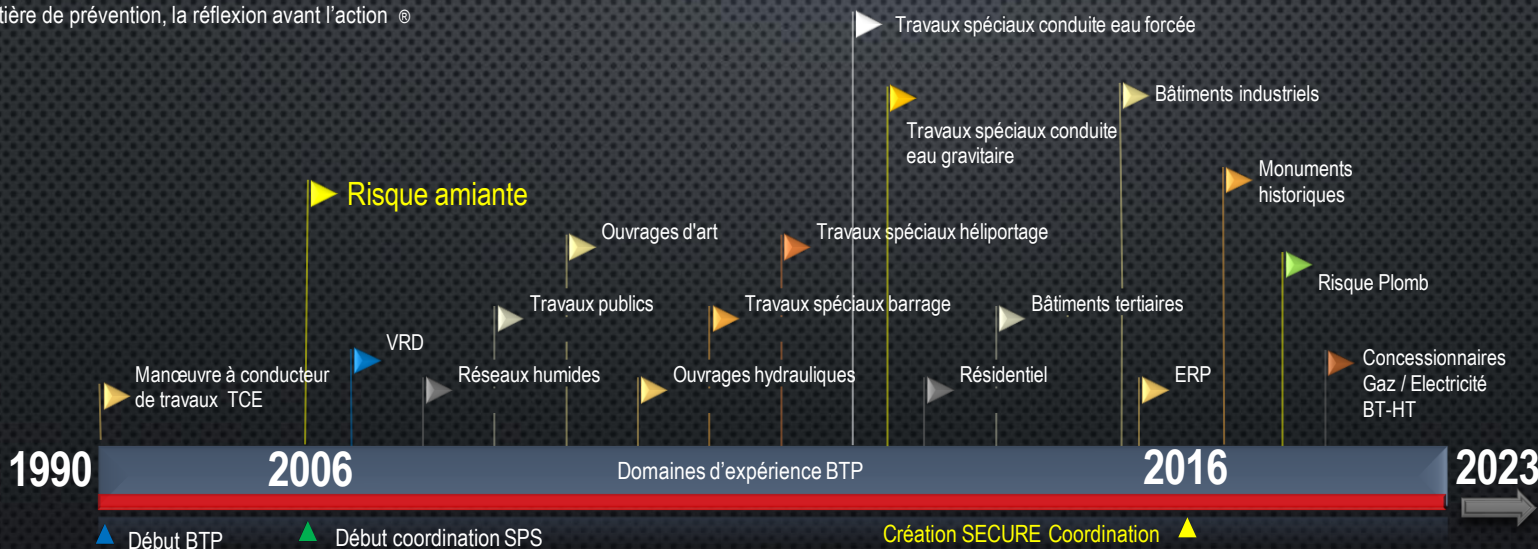 tière de prévention, la réflexion avant l’action ®
Travaux spéciaux conduite eau forcée
Travaux spéciaux conduite
eau gravitaire
Bâtiments industriels
Monuments
historiques
Risque amiante
Ouvrages d'art
Travaux spéciaux héliportage
Risque Plomb
Travaux publics
Travaux spéciaux barrage
Bâtiments tertiaires
VRD
Manœuvre à conducteur
de travaux TCE
Réseaux humides
Ouvrages hydrauliques
Résidentiel
ERP
Concessionnaires
Gaz / Electricité
BT-HT
1990
2006
Domaines d’expérience BTP
2016
2023
Début BTP
Début coordination SPS
Création SECURE Coordination